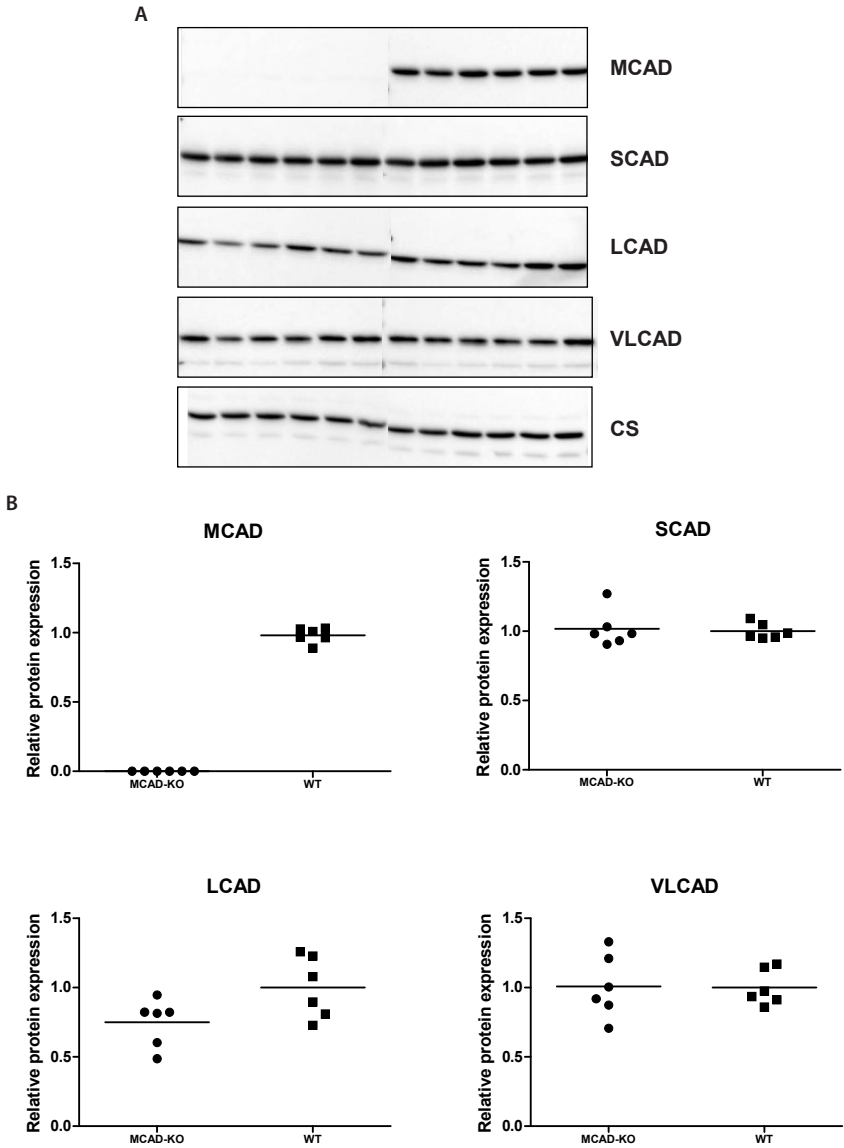 A
MCAD
SCAD
LCAD
VLCAD
CS
B
MCAD
Relative protein expression
1.5
1.0
0.5
0.0
MCAD-KO
WT
SCAD
Relative protein expression
1.5
1.0
0.5
0.0
MCAD-KO
WT
LCAD
Relative protein expression
1.5
1.0
0.5
0.0
MCAD-KO
WT
VLCAD
Relative protein expression
1.5
1.0
0.5
0.0
MCAD-KO
WT